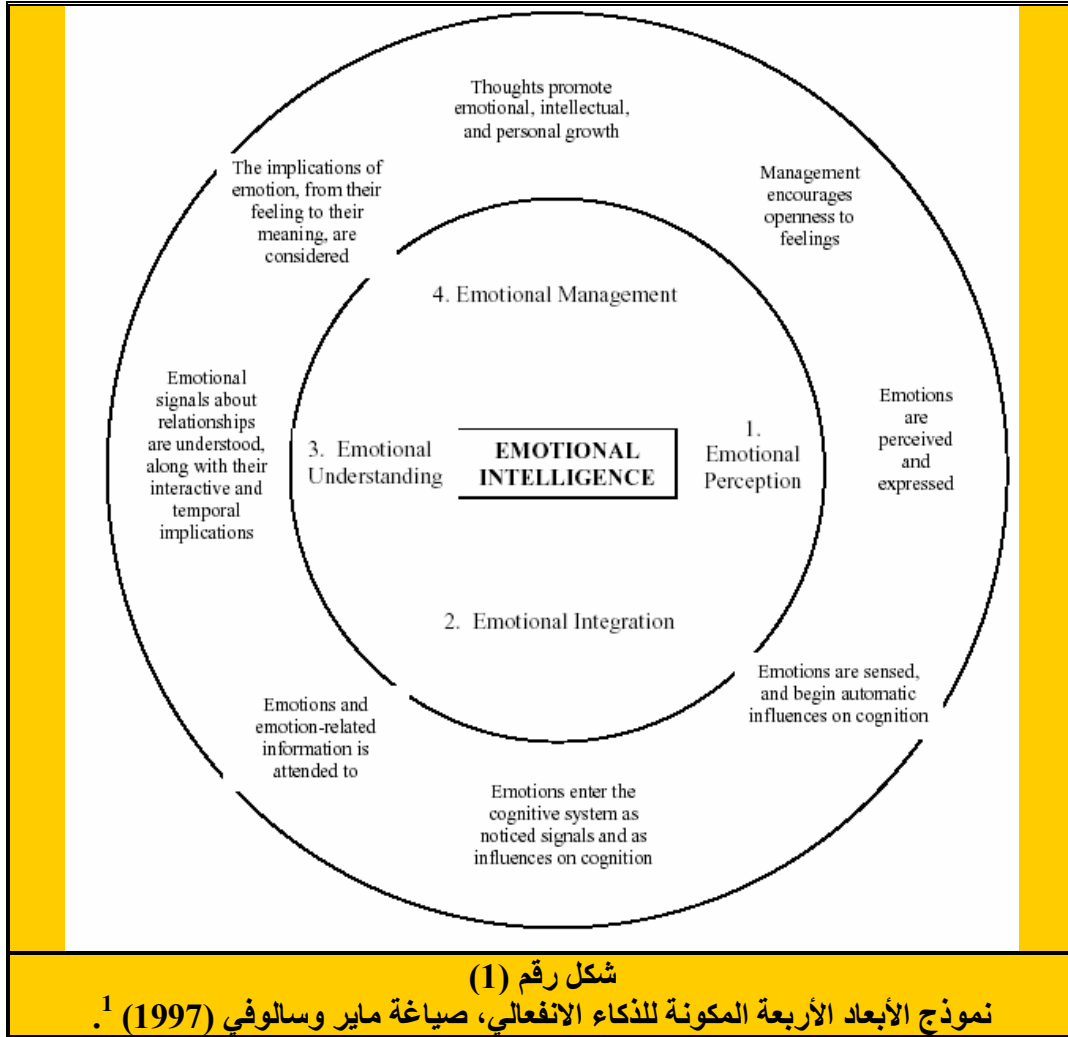 Thoughts promote
emotional, intellectual,
and personal growth
The implications of
emotion, from their
feeling to their
meaning, are
considered
Management
encourages
openness to
feelings
4. Emotional Management
Emotional
signals about
relationships
are understood,
along with their
interactive and
temporal
implications
3. Emotional
Understanding
EMOTIONAL
INTELLIGENCE
1.
Emotional
Perception
Emotions
are
perceived
and
expressed
2. Emotional Integration
Emotions are sensed,
and begin automatic
influences on cognition
Emotions and
emotion-related
information is
attended to
Emotions enter the
cognitive system as
noticed signals and as
influences on cognition
شكل رقم (1)
نموذج الأبعاد الأربعة المكونة للذكاء الانفعالي، صياغة ماير وسالوفي (1997) 1.